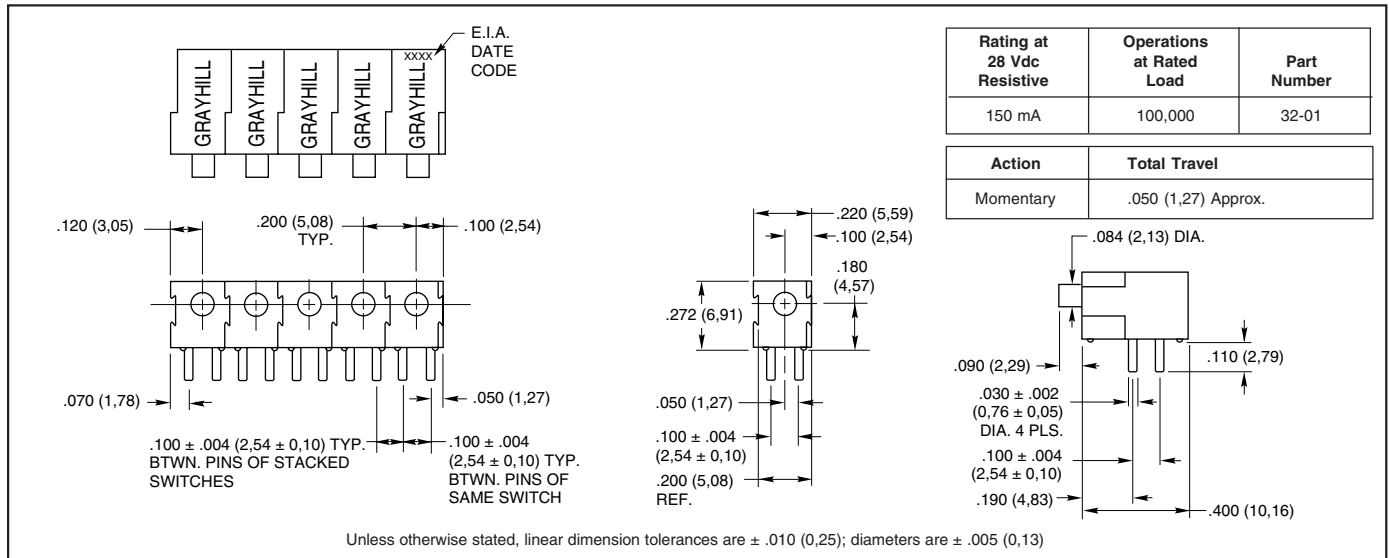 E.I.A.
DATE
CODE
XXXX
GRAYHILL
GRAYHILL
GRAYHILL
GRAYHILL
GRAYHILL
Rating at
28 Vdc
Resistive
Operations
at Rated
Load
Part
Number
150 mA
100,000
32-01
Action
Total Travel
Momentary
.050 (1,27) Approx.
.120 (3,05)
.200 (5,08)
TYP.
.100 (2,54)
.070 (1,78)
.050 (1,27)
.100 ± .004 (2,54 ± 0,10) TYP.
BTWN. PINS OF STACKED
SWITCHES
.100 ± .004
(2,54 ± 0,10) TYP.
BTWN. PINS OF
SAME SWITCH
.220 (5,59)
.100 (2,54)
.180
(4,57)
.272 (6,91)
.050 (1,27)
.100 ± .004
(2,54 ± 0,10)
.200 (5,08)
REF.
.084 (2,13) DIA.
.090 (2,29)
.110 (2,79)
.030 ± .002
(0,76 ± 0,05)
DIA. 4 PLS.
.100 ± .004
(2,54 ± 0,10)
.190 (4,83)
.400 (10,16)
Unless otherwise stated, linear dimension tolerances are ± .010 (0,25); diameters are ± .005 (0,13)